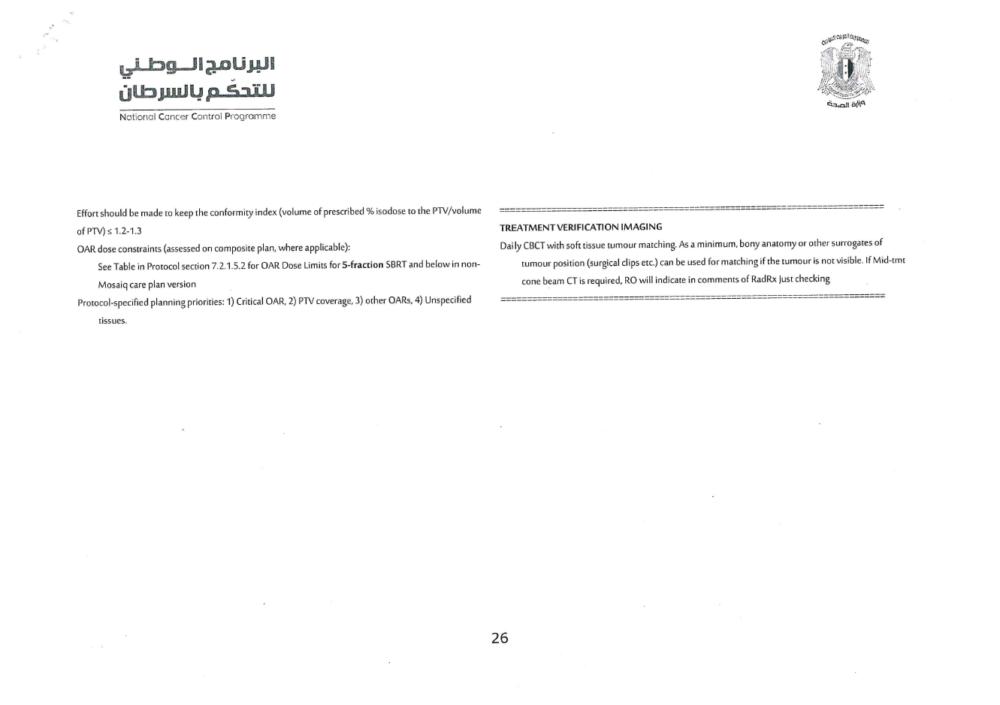 البرنامج الوطني
للتحكّم بالسرطان
National Cancer Control Programme
الجمهورية العربية السورية
وزارة الصحة
Effort should be made to keep the conformity index (volume of prescribed % isodose to the PTV/volume
of PTV) ≤ 1.2-1.3
OAR dose constraints (assessed on composite plan, where applicable):
See Table in Protocol section 7.2.1.5.2 for OAR Dose Limits for 5-fraction SBRT and below in non-
Mosaiq care plan version
Protocol-specified planning priorities: 1) Critical OAR, 2) PTV coverage, 3) other OARs, 4) Unspecified
tissues.
TREATMENT VERIFICATION IMAGING
Daily CBCT with soft tissue tumour matching. As a minimum, bony anatomy or other surrogates of
tumour position (surgical clips etc.) can be used for matching if the tumour is not visible. If Mid-tmt
cone beam CT is required, RO will indicate in comments of RadRx Just checking
26